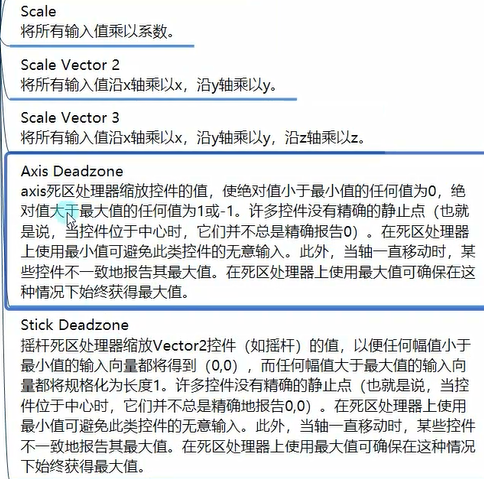 Scale
将所有输入值乘以系数。
Scale Vector 2
将所有输入值沿x轴乘以x，沿y轴乘以y。
Scale Vector 3
将所有输入值沿x轴乘以x，沿y轴乘以y，沿z轴乘以z。
Axis Deadzone
axis死区处理器缩放控件的值，使绝对值小于最小值的任何值为0，绝
对值大于最大值的任何值为1或-1。许多控件没有精确的静止点（也就
是说，当控件位于中心时，它们并不总是精确报告0）。在死区处理器
上使用最小值可避免此类控件的无意输入。此外，当轴一直移动时，某
些控件不一致地报告其最大值。在死区处理器上使用最大值可确保在这
种情况下始终获得最大值。
Stick Deadzone
摇杆死区处理器缩放Vector2控件（如摇杆）的值，以便任何幅值小于
最小值的输入向量都将得到（0,0），而任何幅值大于最大值的输入向
量都将规格化为长度1。许多控件没有精确的静止点（也就是说，当控
件位于中心时，它们并不总是精确地报告0,0）。在死区处理器上使用
最小值可避免此类控件的无意输入。此外，当轴一直移动时，某些控件
不一致地报告其最大值。在死区处理器上使用最大值可确保在这种情况
下始终获得最大值。